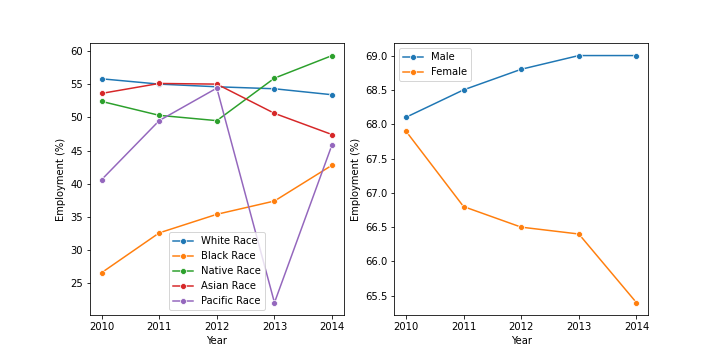 60
55
50
45
40
35
30
25
Employment (%)
2010 2011 2012 2013 2014
Year
White Race
Black Race
Native Race
Asian Race
Pacific Race
69.0
68.5
68.0
67.5
67.0
66.5
66.0
65.5
Employment (%)
2010 2011 2012 2013 2014
Year
Male
Female